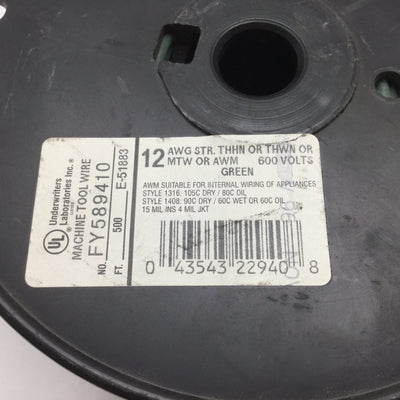 12 AWG STR. THHN OR THWN OR
MTW OR AWM 600 VOLTS
GREEN
AWM SUITABLE FOR INTERNAL WIRING OF APPLIANCES
STYLE 1316: 105C DRY / 80C OIL
STYLE 1408: 90C DRY / 60C WET OR 60C OIL
15 MIL INS 4 MIL JKT
0 43543 22940 8
UL
Underwriters
Laboratories Inc.®
MACHINE TOOL WIRE
NO. FY589410
FT. 500 E-51883